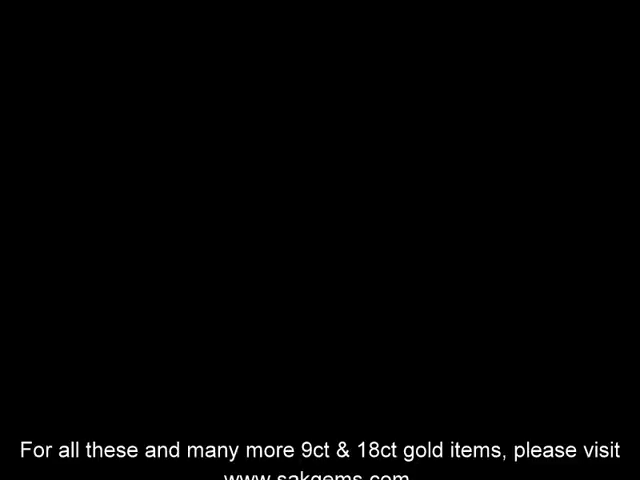 For all these and many more 9ct & 18ct gold items, please visit
www.sakgems.com